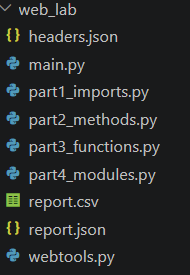 web_lab
headers.json
main.py
part1_imports.py
part2_methods.py
part3_functions.py
part4_modules.py
report.csv
report.json
webtools.py